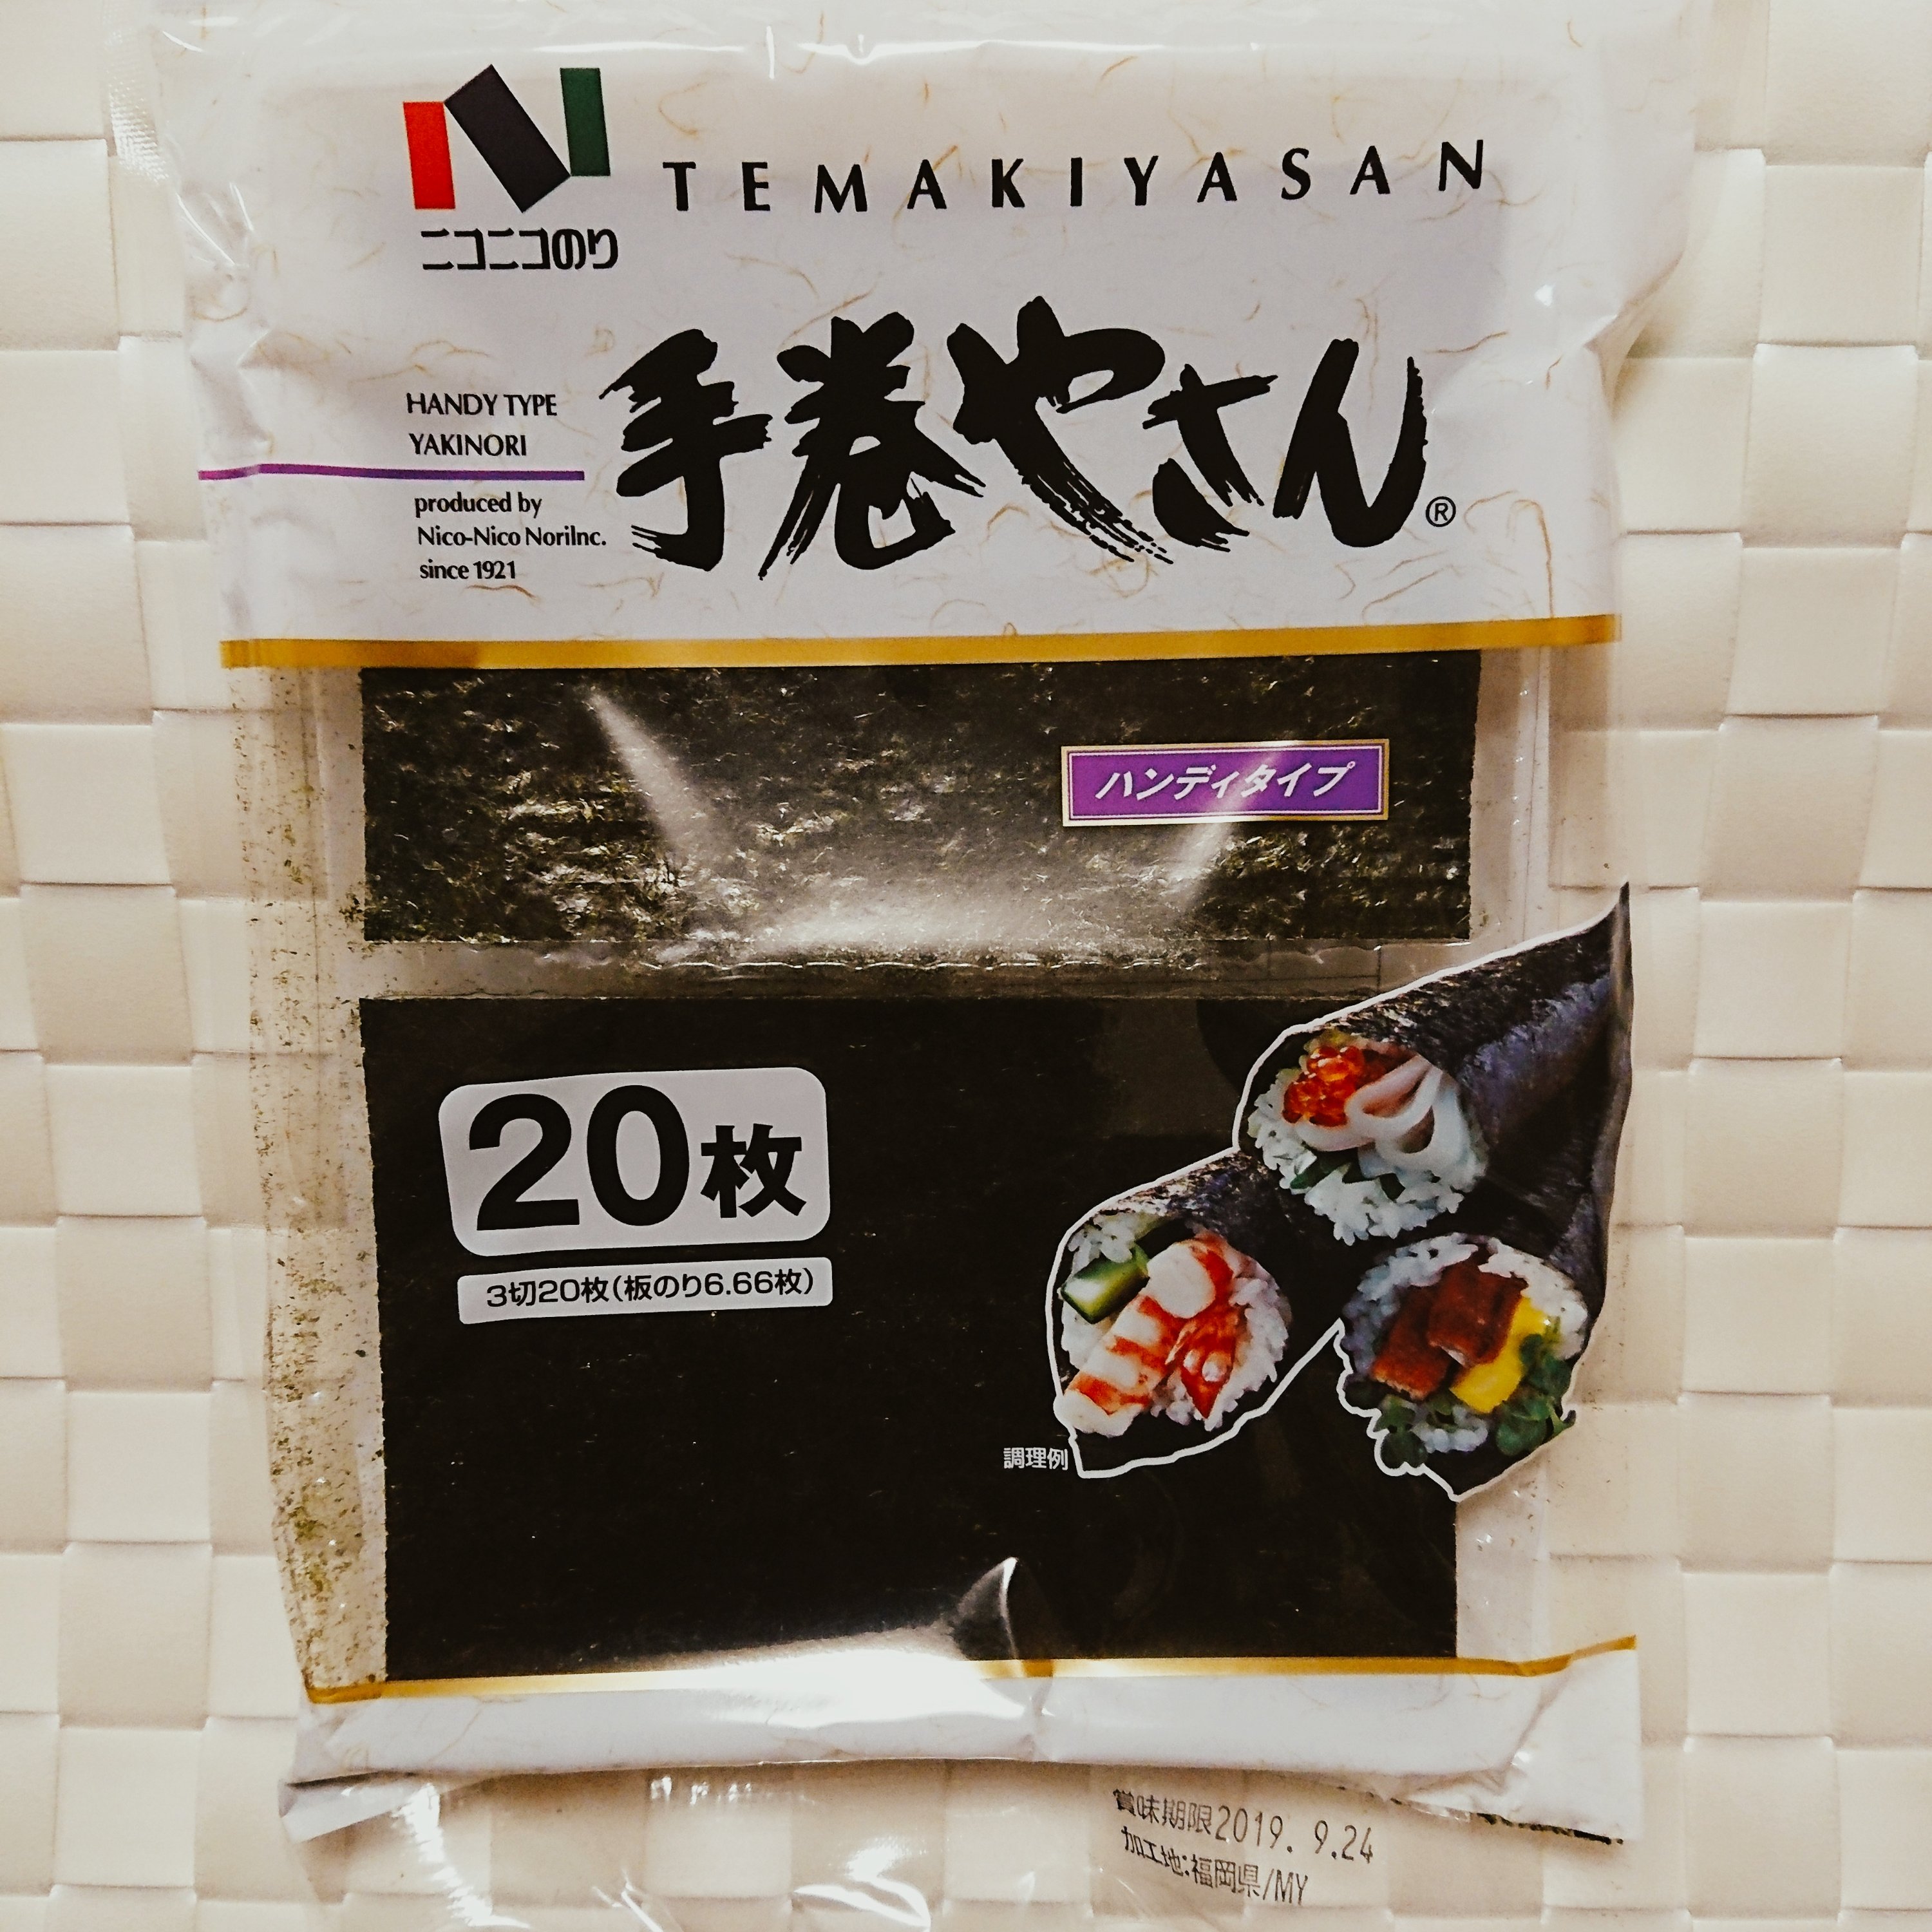 TEMAKIYASAN
ニコニコのり
手巻やさん®
HANDY TYPE
YAKINORI
produced by
Nico-Nico NoriInc.
since 1921
ハンディタイプ
20枚
3切20枚(板のり6.66枚)
調理例
賞味期限2019. 9.24
加工地:福岡県/MY